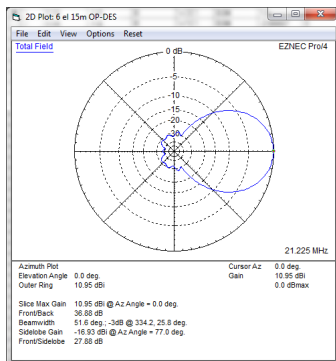 2D Plot: 6 el 15m OP-DES
File Edit View Options Reset
Total Field
EZNEC Pro/4
0 dB
-5
-10
-15
-20
-30
21.225 MHz
Azimuth Plot
Elevation Angle 0.0 deg.
Outer Ring 10.95 dBi
Cursor Az 0.0 deg.
Gain 10.95 dBi
0.0 dBmax
Slice Max Gain 10.95 dBi @ Az Angle = 0.0 deg.
Front/Back 36.88 dB
Beamwidth 51.6 deg.; -3dB @ 334.2, 25.8 deg.
Sidelobe Gain -16.93 dBi @ Az Angle = 77.0 deg.
Front/Sidelobe 27.88 dB